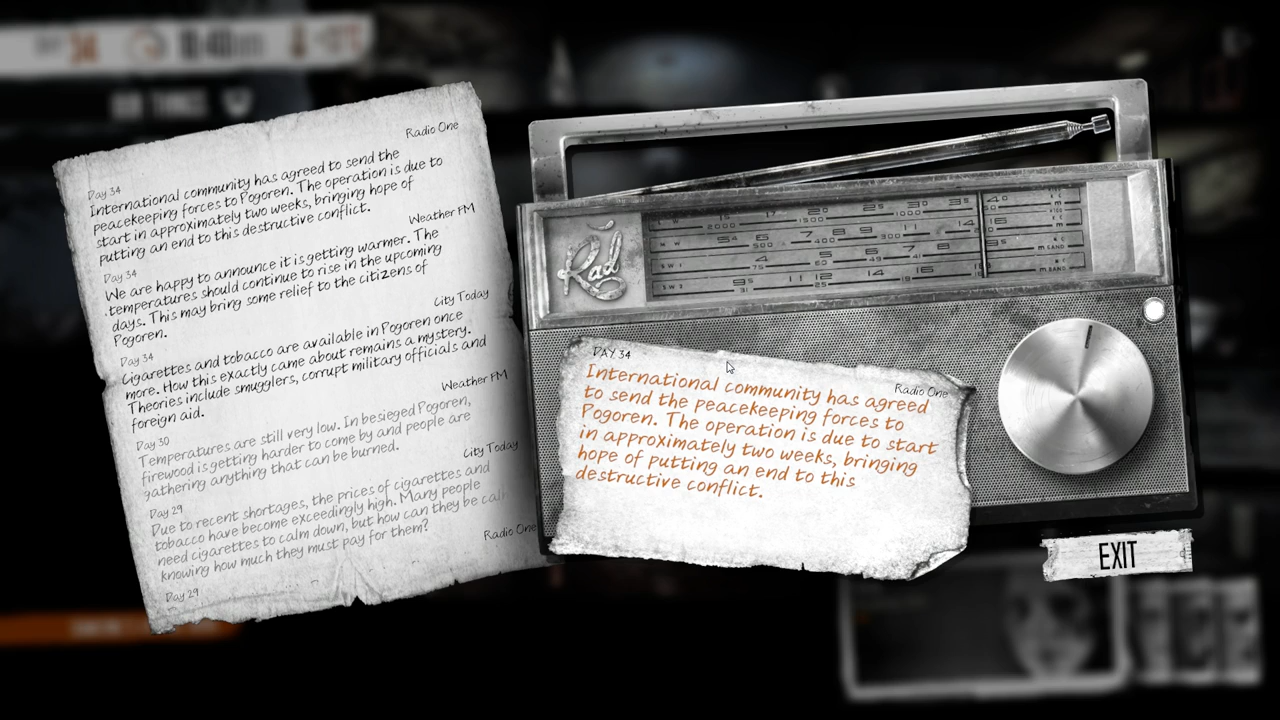 34
Radio One
Day 34
International community has agreed to send the
peacekeeping forces to Pogoren. The operation is due to
start in approximately two weeks, bringing hope of
putting an end to this destructive conflict.
Weather FM
Day 34
We are happy to announce it is getting warmer. The
temperatures should continue to rise in the upcoming
days. This may bring some relief to the citizens of
Pogoren.
City Today
Day 34
Cigarettes and tobacco are available in Pogoren once
more. How this exactly came about remains a mystery.
Theories include smugglers, corrupt military officials and
foreign aid.
Weather FM
Day 30
Temperatures are still very low. In besieged Pogoren,
firewood is getting harder to come by and people are
gathering anything that can be burned.
City Today
Day 29
Due to recent shortages, the prices of cigarettes and
tobacco have become exceedingly high. Many people
need cigarettes to calm down, but how can they be calm
knowing how much they must pay for them?
Radio One
Day 29
Rad
DAY 34
Radio One
International community has agreed
to send the peacekeeping forces to
Pogoren. The operation is due to start
in approximately two weeks, bringing
hope of putting an end to this
destructive conflict.
EXIT